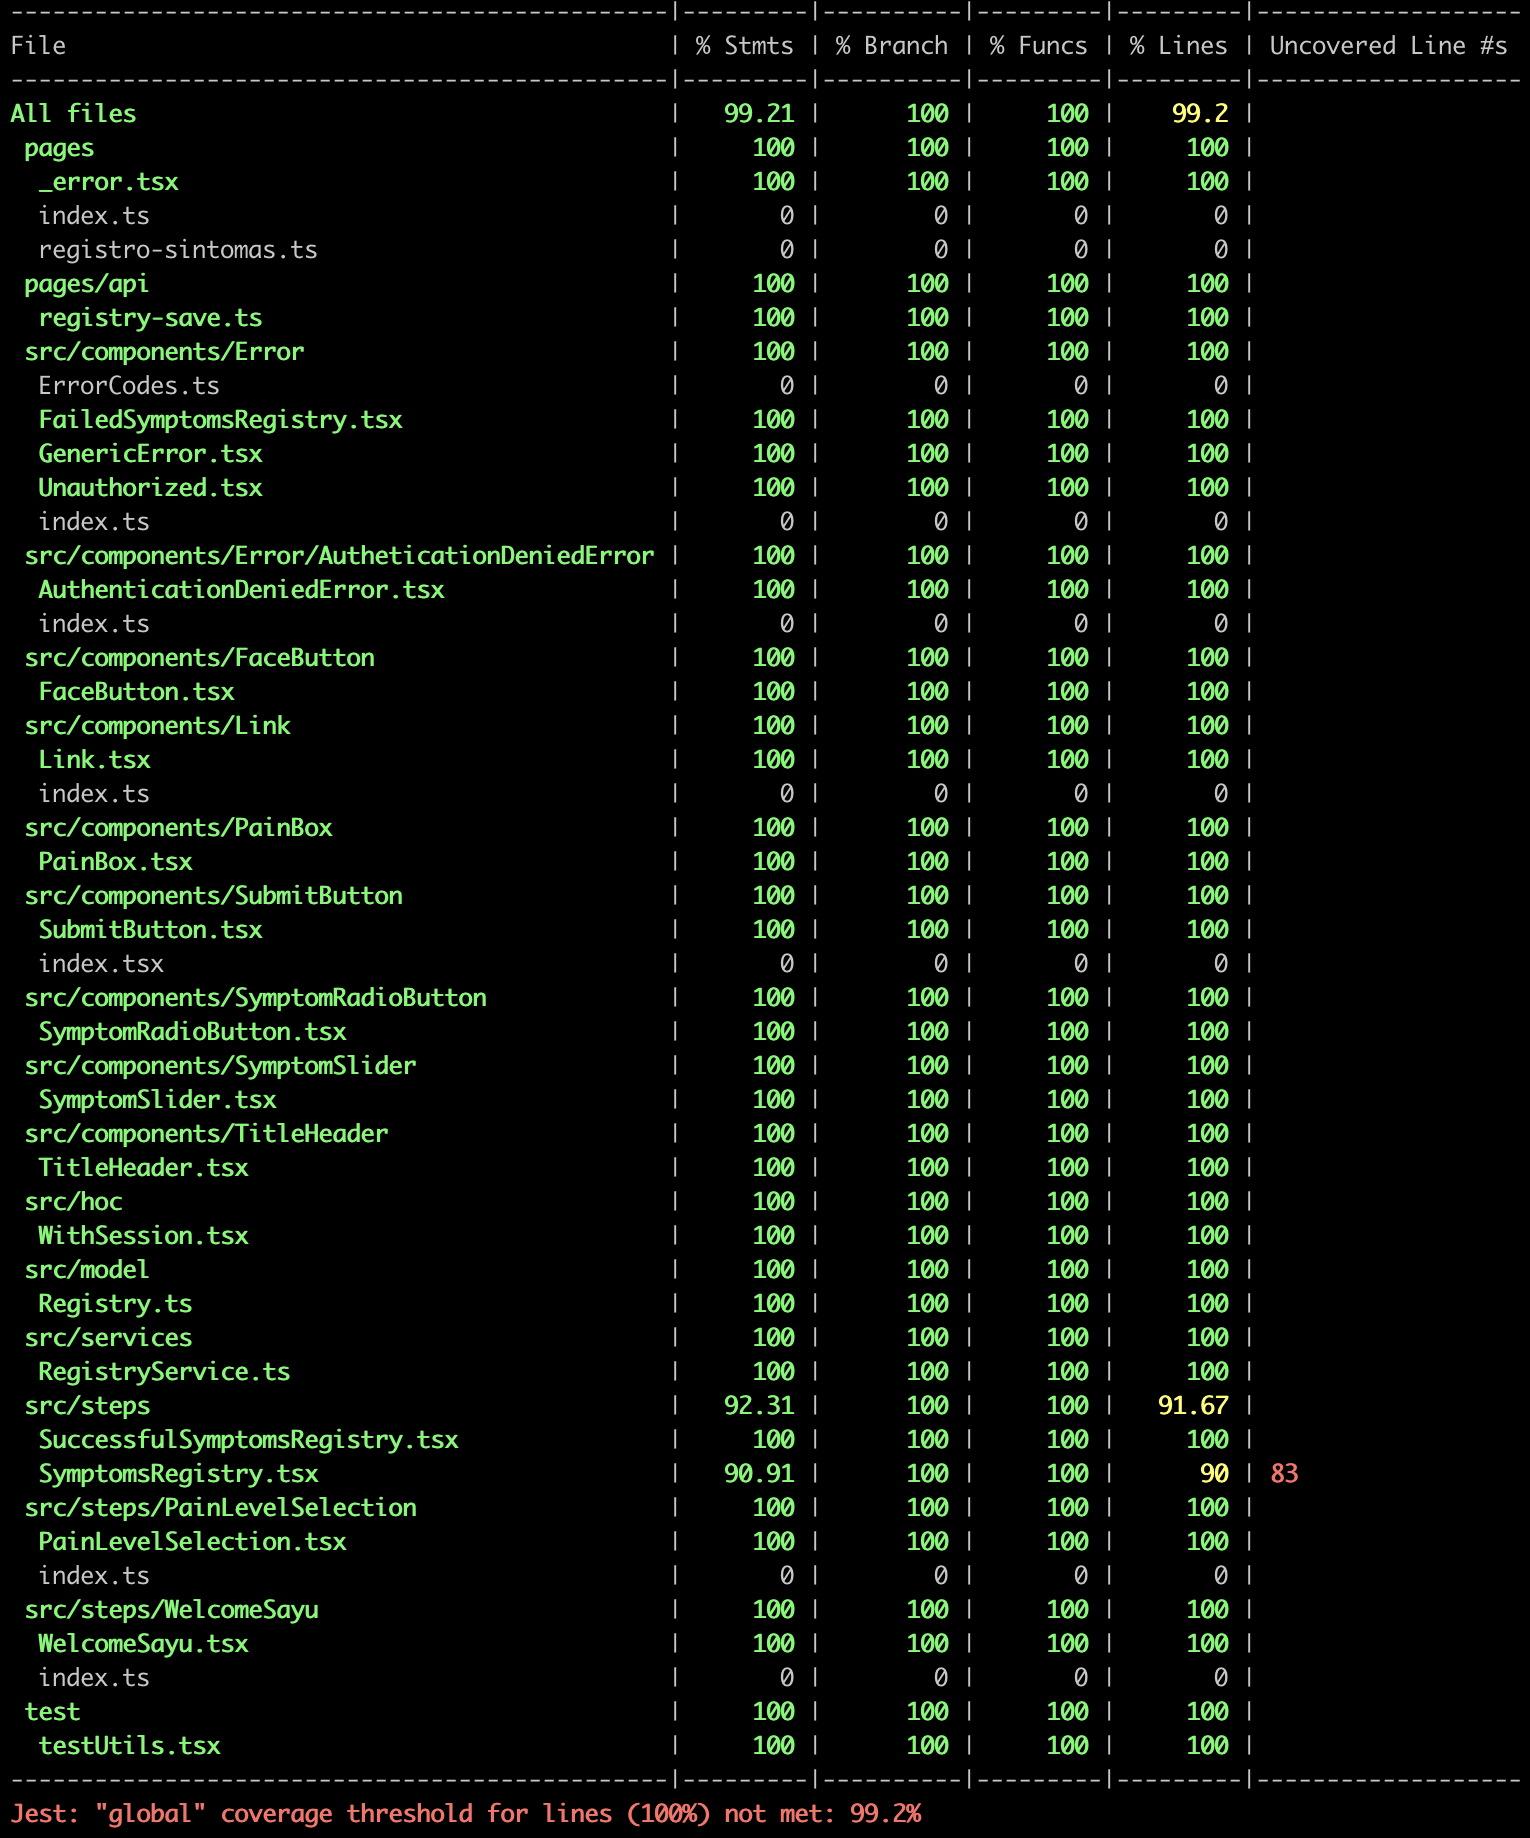 -----------------------------------------------|---------|----------|---------|---------|-------------------
File | % Stmts | % Branch | % Funcs | % Lines | Uncovered Line #s
-----------------------------------------------|---------|----------|---------|---------|-------------------
All files | 99.21 | 100 | 100 | 99.2 |
pages | 100 | 100 | 100 | 100 |
_error.tsx | 100 | 100 | 100 | 100 |
index.ts | 0 | 0 | 0 | 0 |
registro-sintomas.ts | 0 | 0 | 0 | 0 |
pages/api | 100 | 100 | 100 | 100 |
registry-save.ts | 100 | 100 | 100 | 100 |
src/components/Error | 100 | 100 | 100 | 100 |
ErrorCodes.ts | 0 | 0 | 0 | 0 |
FailedSymptomsRegistry.tsx | 100 | 100 | 100 | 100 |
GenericError.tsx | 100 | 100 | 100 | 100 |
Unauthorized.tsx | 100 | 100 | 100 | 100 |
index.ts | 0 | 0 | 0 | 0 |
src/components/Error/AutheticationDeniedError | 100 | 100 | 100 | 100 |
AuthenticationDeniedError.tsx | 100 | 100 | 100 | 100 |
index.ts | 0 | 0 | 0 | 0 |
src/components/FaceButton | 100 | 100 | 100 | 100 |
FaceButton.tsx | 100 | 100 | 100 | 100 |
src/components/Link | 100 | 100 | 100 | 100 |
Link.tsx | 100 | 100 | 100 | 100 |
index.ts | 0 | 0 | 0 | 0 |
src/components/PainBox | 100 | 100 | 100 | 100 |
PainBox.tsx | 100 | 100 | 100 | 100 |
src/components/SubmitButton | 100 | 100 | 100 | 100 |
SubmitButton.tsx | 100 | 100 | 100 | 100 |
index.tsx | 0 | 0 | 0 | 0 |
src/components/SymptomRadioButton | 100 | 100 | 100 | 100 |
SymptomRadioButton.tsx | 100 | 100 | 100 | 100 |
src/components/SymptomSlider | 100 | 100 | 100 | 100 |
SymptomSlider.tsx | 100 | 100 | 100 | 100 |
src/components/TitleHeader | 100 | 100 | 100 | 100 |
TitleHeader.tsx | 100 | 100 | 100 | 100 |
src/hoc | 100 | 100 | 100 | 100 |
WithSession.tsx | 100 | 100 | 100 | 100 |
src/model | 100 | 100 | 100 | 100 |
Registry.ts | 100 | 100 | 100 | 100 |
src/services | 100 | 100 | 100 | 100 |
RegistryService.ts | 100 | 100 | 100 | 100 |
src/steps | 92.31 | 100 | 100 | 91.67 |
SuccessfulSymptomsRegistry.tsx | 100 | 100 | 100 | 100 |
SymptomsRegistry.tsx | 90.91 | 100 | 100 | 90 | 83
src/steps/PainLevelSelection | 100 | 100 | 100 | 100 |
PainLevelSelection.tsx | 100 | 100 | 100 | 100 |
index.ts | 0 | 0 | 0 | 0 |
src/steps/WelcomeSayu | 100 | 100 | 100 | 100 |
WelcomeSayu.tsx | 100 | 100 | 100 | 100 |
index.ts | 0 | 0 | 0 | 0 |
test | 100 | 100 | 100 | 100 |
testUtils.tsx | 100 | 100 | 100 | 100 |
-----------------------------------------------|---------|----------|---------|---------|-------------------
Jest: "global" coverage threshold for lines (100%) not met: 99.2%